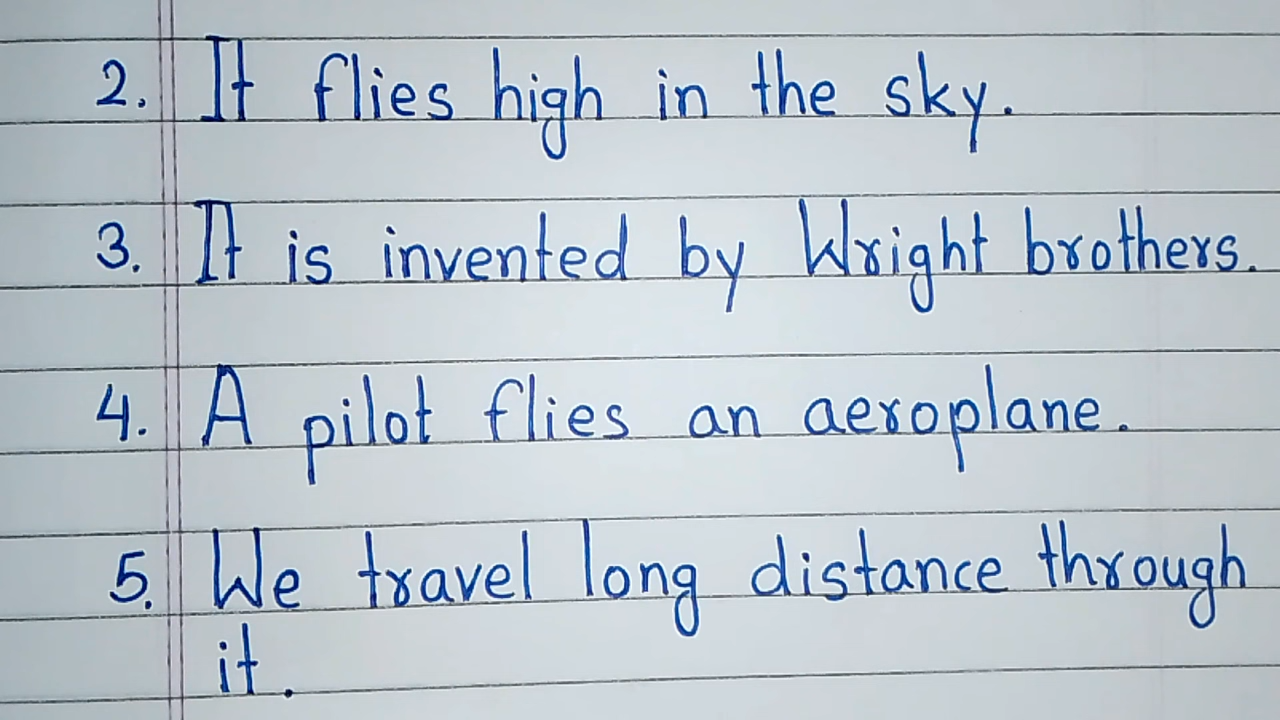 2. It flies high in the sky.
3. It is invented by Wright brothers.
4. A pilot flies an aeroplane.
5. We travel long distance through
it.